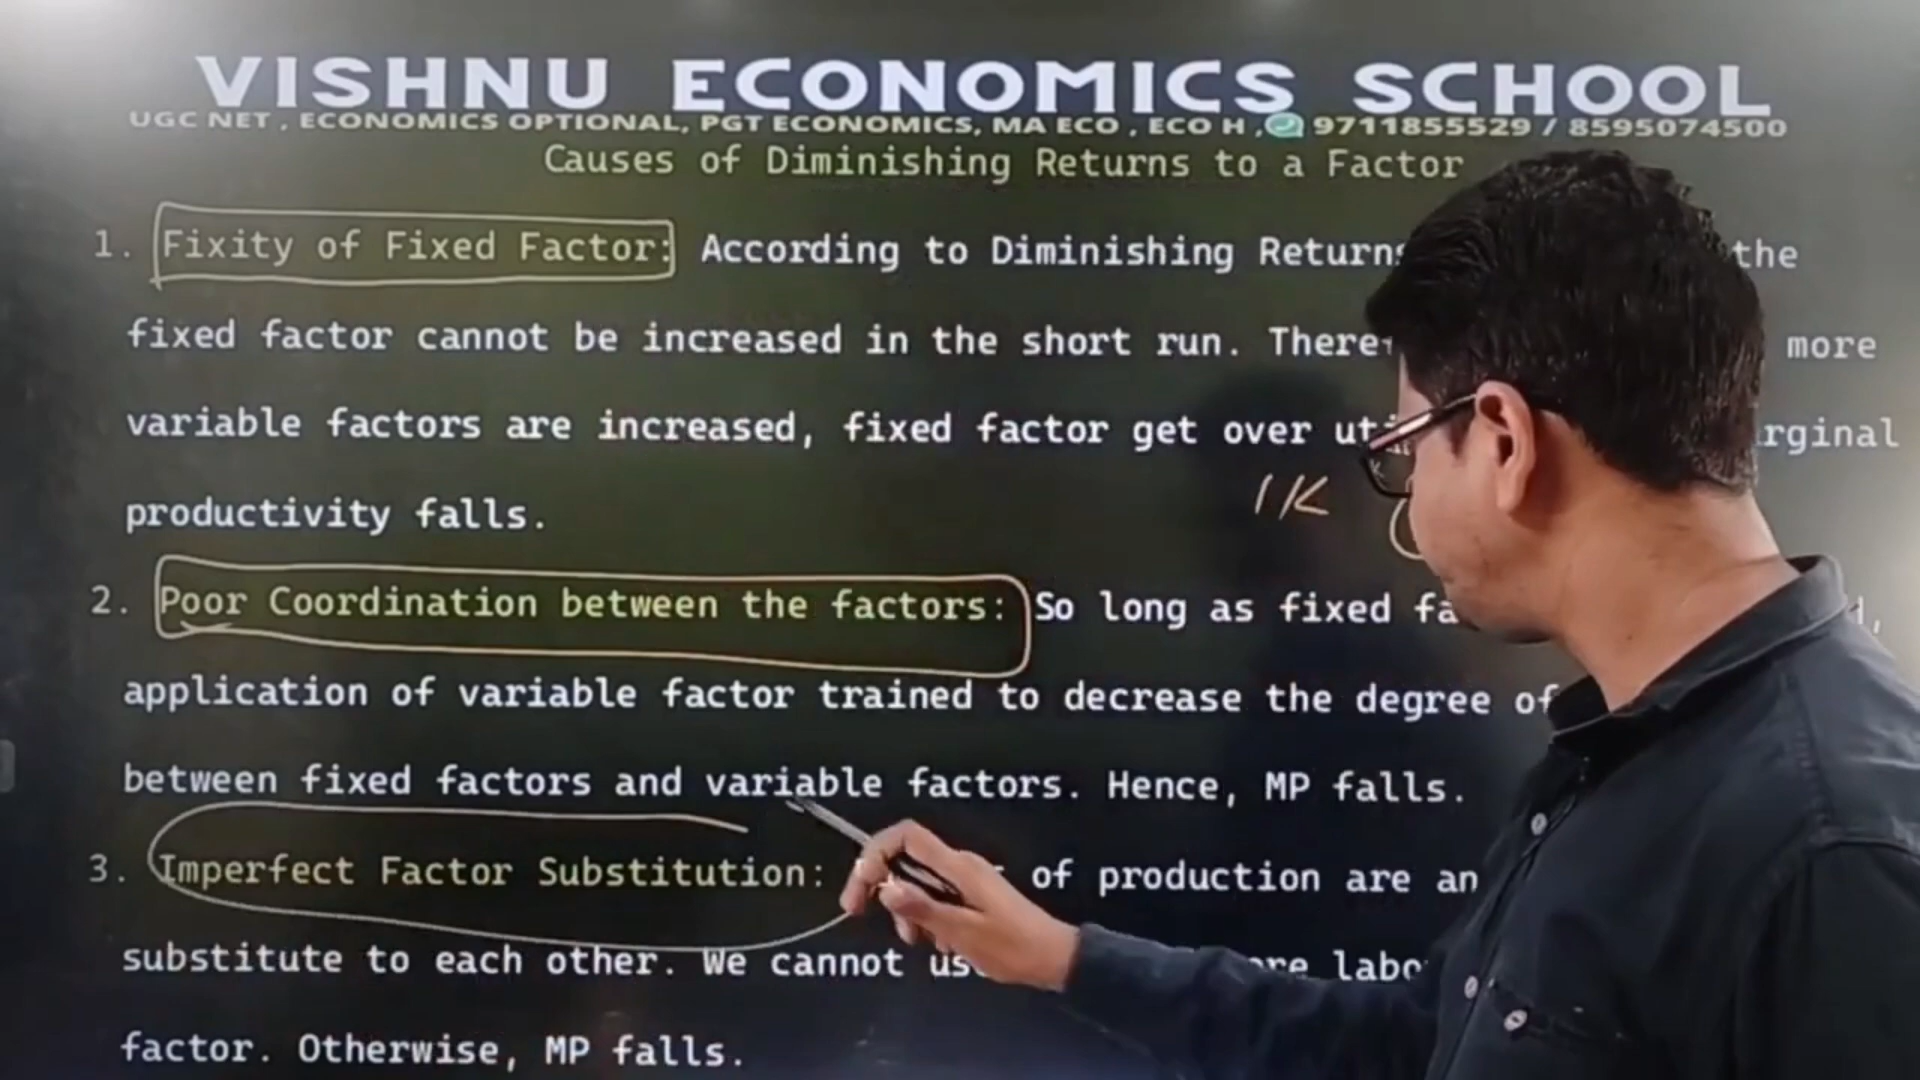 VISHNU ECONOMICS SCHOOL
UGC NET , ECONOMICS OPTIONAL, PGT ECONOMICS, MA ECO , ECO H , 9711855529 / 8595074500
Causes of Diminishing Returns to a Factor
1. Fixity of Fixed Factor: According to Diminishing Returns the
fixed factor cannot be increased in the short run. more
variable factors are increased, fixed factor get over
productivity falls.
1K
2. Poor Coordination between the factors: So long as fixed
application of variable factor trained to decrease the degree of
between fixed factors and variable factors. Hence, MP falls.
3. Imperfect Factor Substitution: of production are an
substitute to each other. We cannot
factor. Otherwise, MP falls.